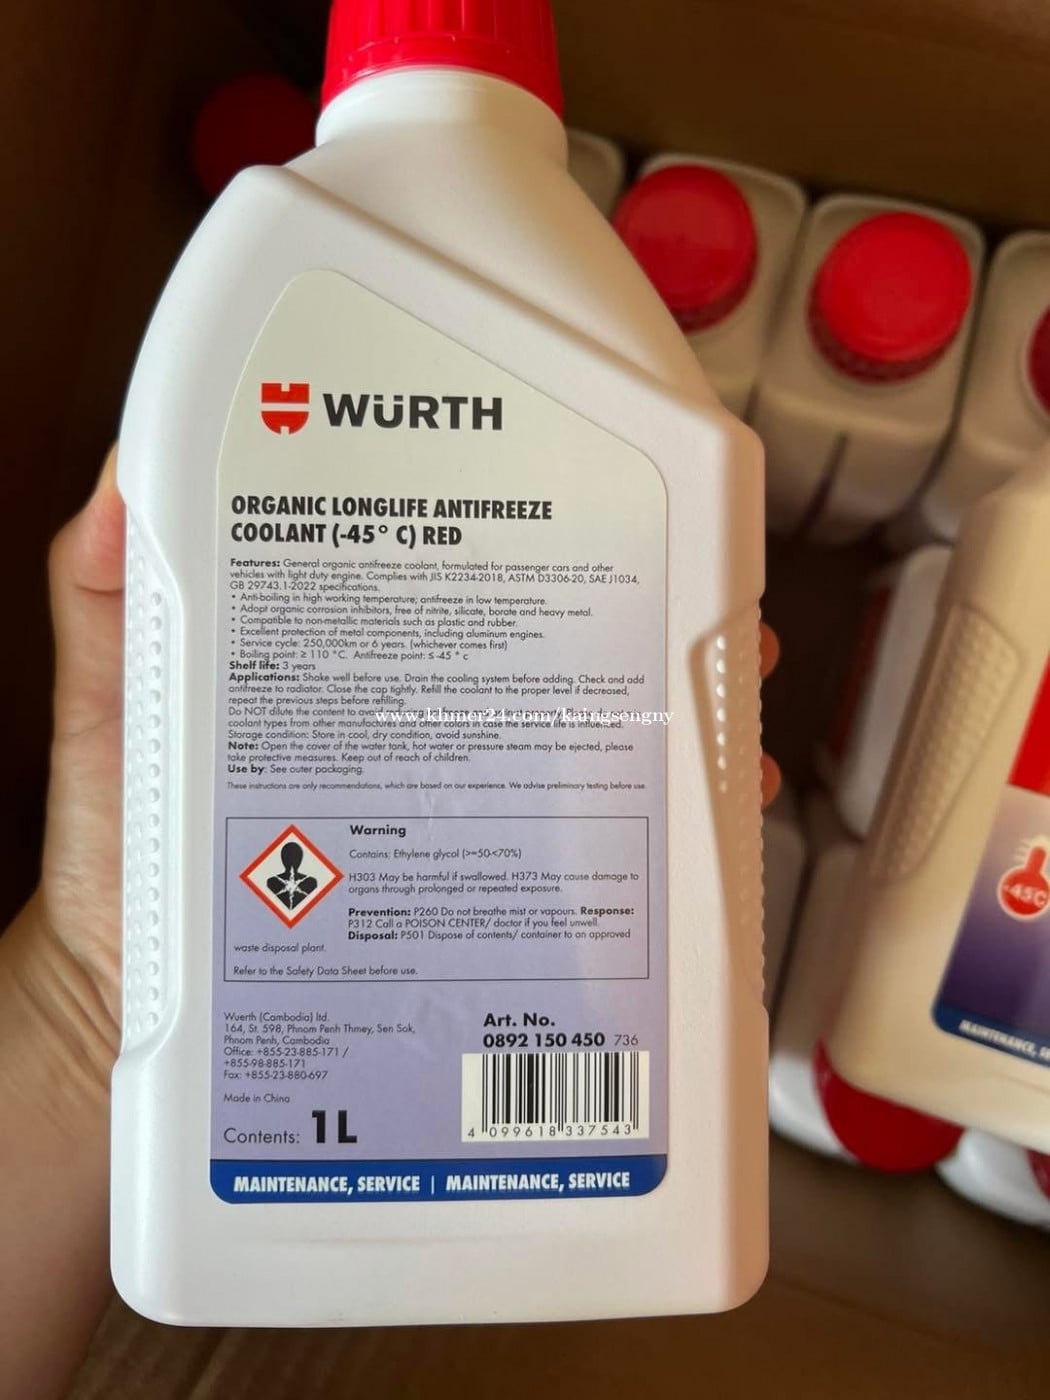 WÜRTH
ORGANIC LONGLIFE ANTIFREEZE
COOLANT (-45° C) RED
Features: General organic antifreeze coolant, formulated for passenger cars and other
vehicles with light duty engine. Complies with JIS K2234-2018, ASTM D3306-20, SAE J1034,
GB 29743.1-2022 specifications.
• Anti-boiling in high working temperature; antifreeze in low temperature.
• Adopt organic corrosion inhibitors, free of nitrite, silicate, borate and heavy metal.
• Compatible to non-metallic materials such as plastic and rubber.
• Excellent protection of metal components, including aluminum engines.
• Service cycle: 250,000km or 6 years. (whichever comes first)
• Boiling point: ≥ 110 °C. Antifreeze point: ≤ -45 ° c
Shelf life: 3 years
Applications: Shake well before use. Drain the cooling system before adding. Check and add
antifreeze to radiator. Close the cap tightly. Refill the coolant to the proper level if decreased,
repeat the previous steps before refilling.
Do NOT dilute the content to avoid reducing
www.khmer24.com/kaingsengny
coolant types from other manufactures and other colors in case the service life is influenced.
Storage condition: Store in cool, dry condition, avoid sunshine.
Note: Open the cover of the water tank, hot water or pressure steam may be ejected, please
take protective measures. Keep out of reach of children.
Use by: See outer packaging.
These instructions are only recommendations, which are based on our experience. We advise preliminary testing before use.
Warning
Contains: Ethylene glycol (>=50-<70%)
H303 May be harmful if swallowed. H373 May cause damage to
organs through prolonged or repeated exposure.
Prevention: P260 Do not breathe mist or vapours. Response:
P312 Call a POISON CENTER/ doctor if you feel unwell.
Disposal: P501 Dispose of contents/ container to an approved
waste disposal plant.
Refer to the Safety Data Sheet before use.
Wuerth (Cambodia) ltd.
164, St. 598, Phnom Penh Thmey, Sen Sok,
Phnom Penh, Cambodia
Office: +855-23-885-171 /
+855-98-885-171
Fax: +855-23-880-697
Made in China
Contents: 1L
Art. No.
0892 150 450 736
4 099618 337543
MAINTENANCE, SERVICE | MAINTENANCE, SERVICE
-45C
MAINTENANCE, SE